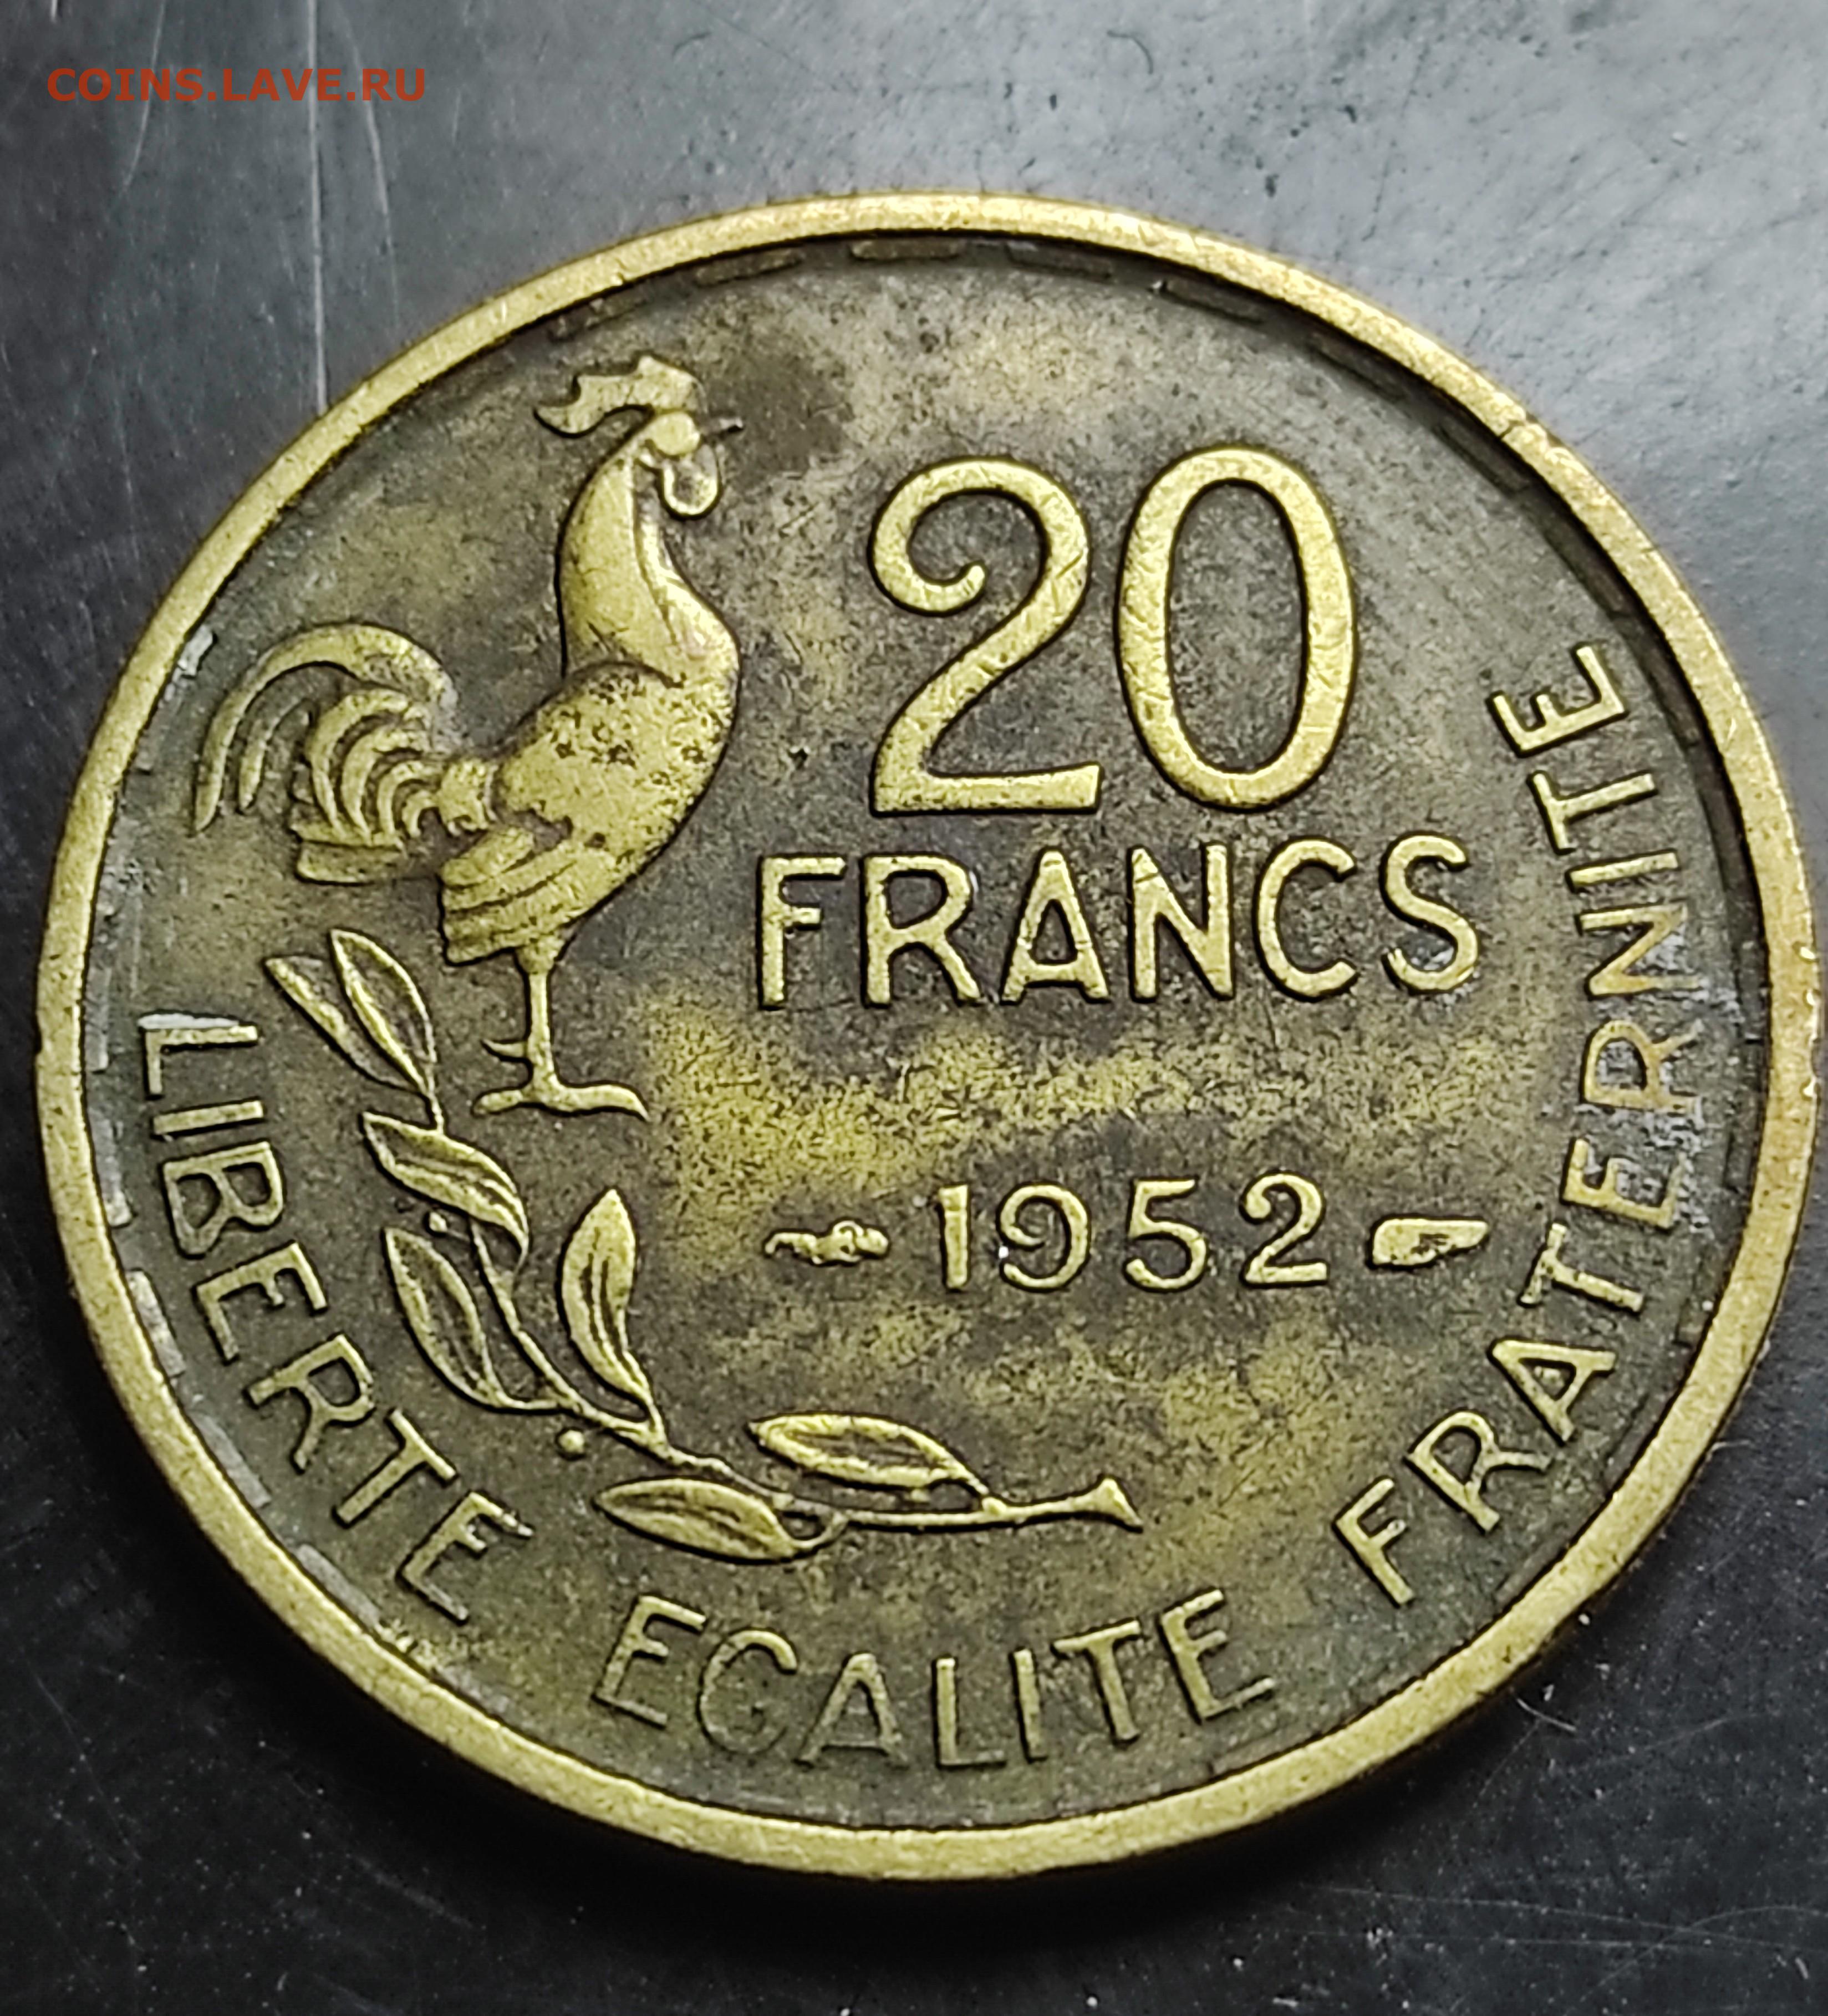 COINS.LAVE.RU
20
FRANCS
1952
LIBERTE EGALITE FRATERNITE